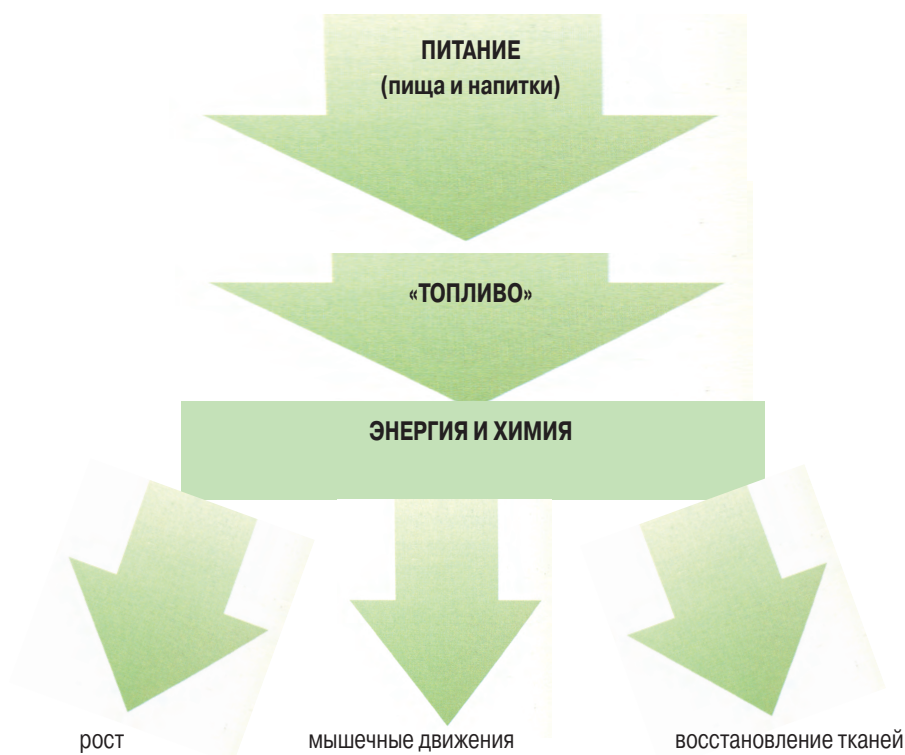 ПИТАНИЕ
(пища и напитки)
«ТОПЛИВО»
ЭНЕРГИЯ И ХИМИЯ
рост
мышечные движения
восстановление тканей